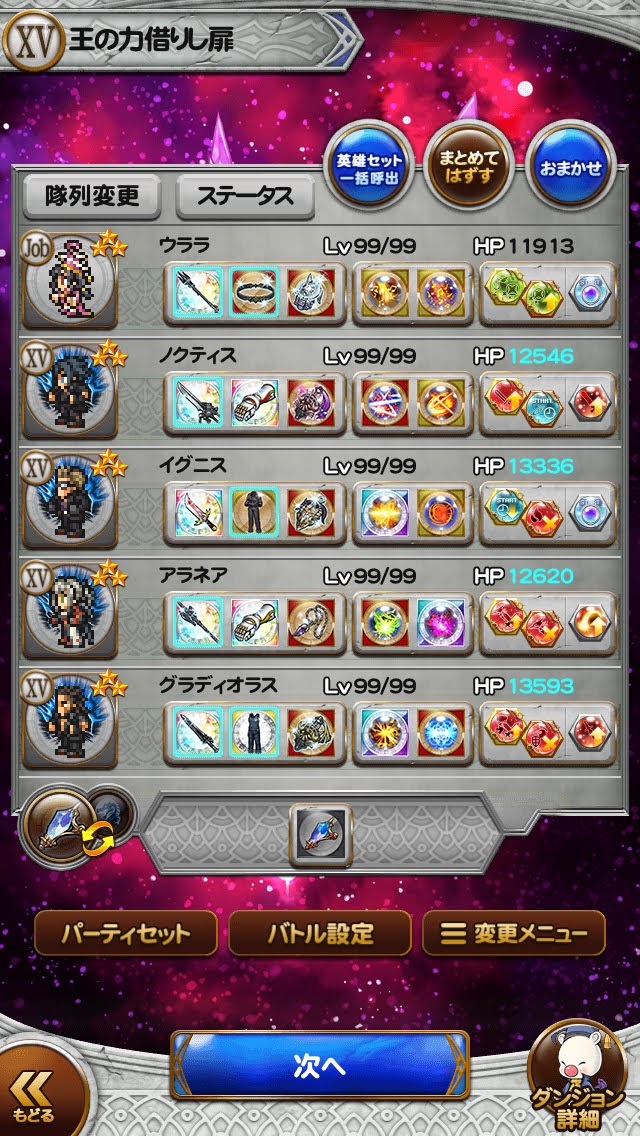 XV 王の力借りし扉
英雄セット
一括呼出
まとめて
はずす
おまかせ
隊列変更
ステータス
Job ウララ Lv99/99 HP11913
XV ノクティス Lv99/99 HP12546
START
XV イグニス Lv99/99 HP13336
START
XV アラネア Lv99/99 HP12620
XV グラディオラス Lv99/99 HP13593
パーティセット
バトル設定
変更メニュー
次へ
もどる
ダンジョン
詳細